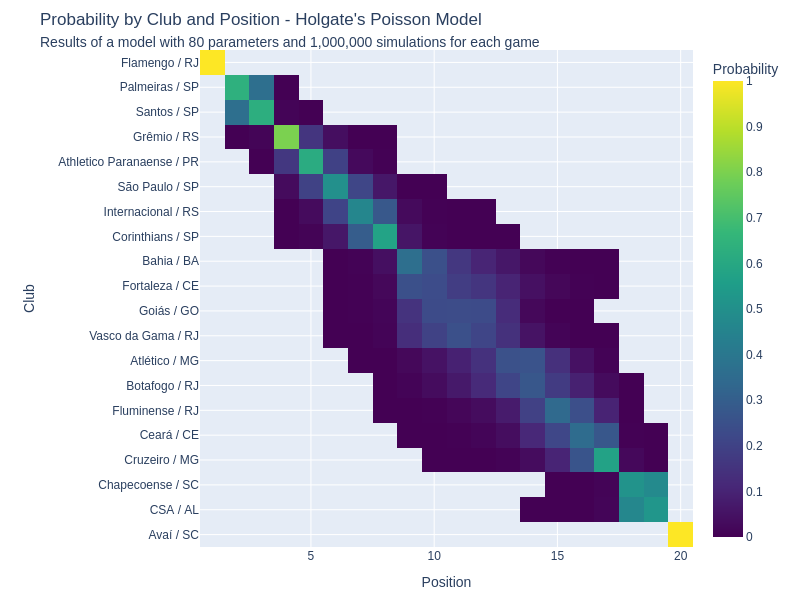 Probability by Club and Position - Holgate's Poisson Model
Results of a model with 80 parameters and 1,000,000 simulations for each game
Probability
Flamengo / RJ
Palmeiras / SP
Santos / SP
Grêmio / RS
Athletico Paranaense / PR
São Paulo / SP
Internacional / RS
Corinthians / SP
Bahia / BA
Fortaleza / CE
Goiás / GO
Vasco da Gama / RJ
Atlético / MG
Botafogo / RJ
Fluminense / RJ
Ceará / CE
Cruzeiro / MG
Chapecoense / SC
CSA / AL
Avaí / SC
Club
5
10
15
20
Position
1
0.9
0.8
0.7
0.6
0.5
0.4
0.3
0.2
0.1
0